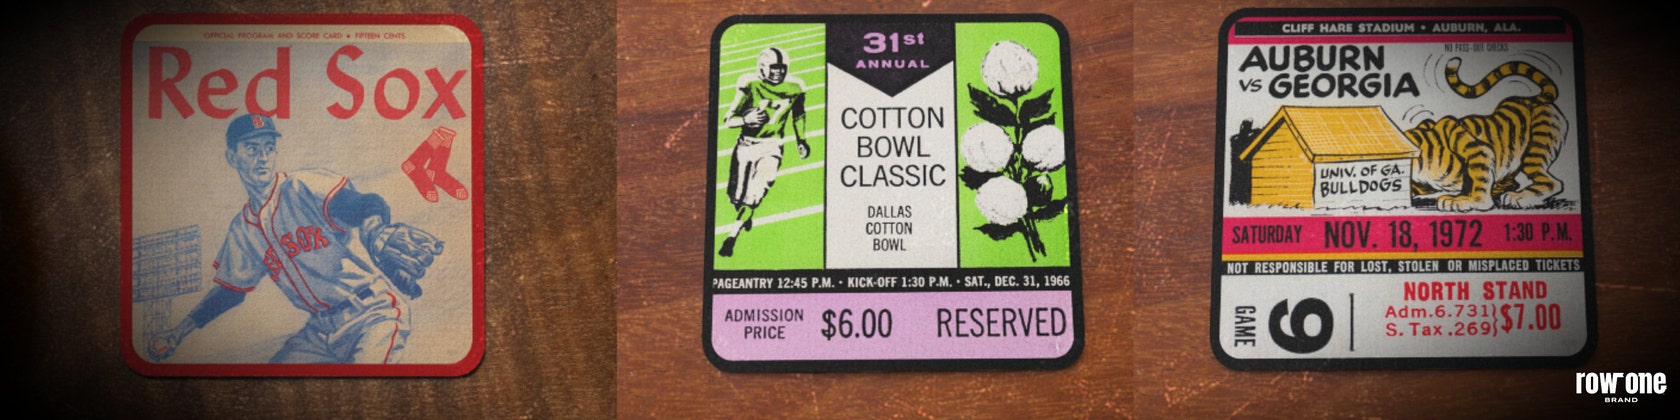 OFFICIAL PROGRAM AND SCORE CARD • FIFTEEN CENTS
Red Sox
B
SOX
31st
ANNUAL
COTTON
BOWL
CLASSIC
DALLAS
COTTON
BOWL
PAGEANTRY 12:45 P.M. • KICK-OFF 1:30 P.M. • SAT., DEC. 31, 1966
ADMISSION
PRICE
$6.00
RESERVED
CLIFF HARE STADIUM • AUBURN, ALA.
NO PASS-OUT CHECKS
AUBURN
VS GEORGIA
UNIV. OF GA.
BULLDOGS
SATURDAY NOV. 18, 1972 1:30 P.M.
NOT RESPONSIBLE FOR LOST, STOLEN OR MISPLACED TICKETS
GAME
6
NORTH STAND
Adm.6.731}
S. Tax .269}
$7.00
row one
BRAND